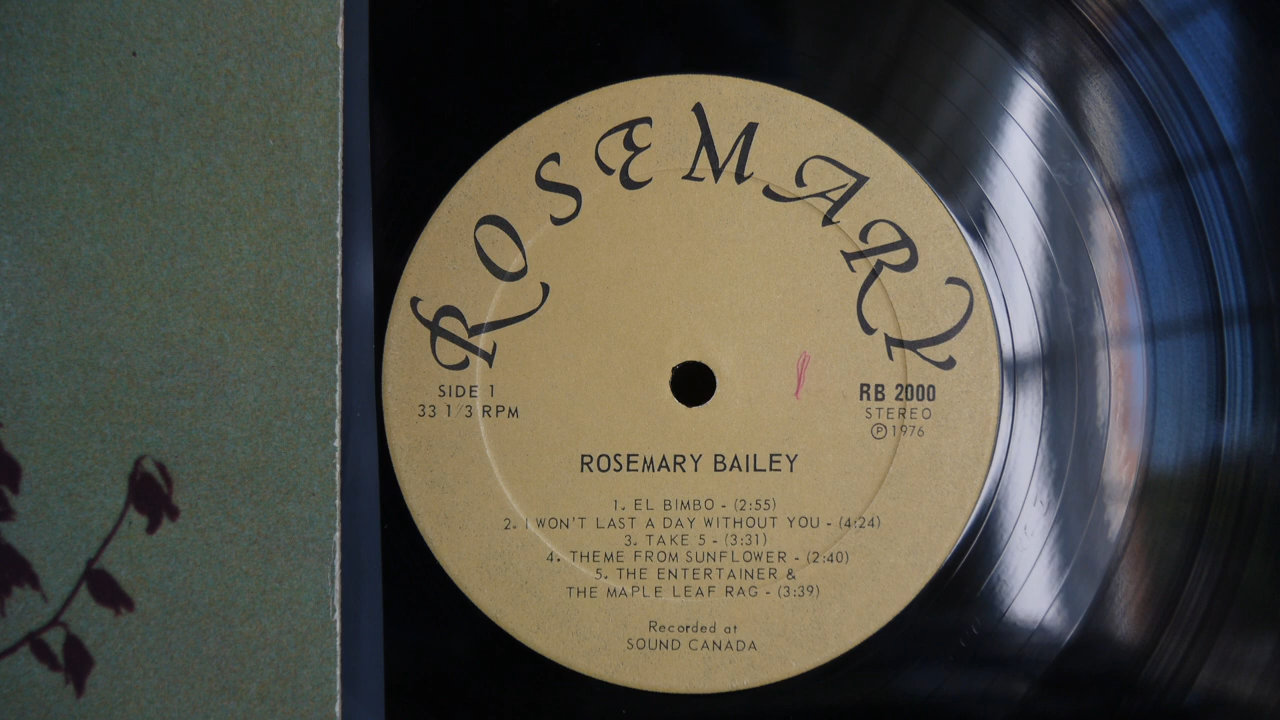 ROSEMARY
SIDE 1
33 1/3 RPM
RB 2000
STEREO
Ⓟ1976
ROSEMARY BAILEY
1. EL BIMBO - (2:55)
2. I WON'T LAST A DAY WITHOUT YOU - (4:24)
3. TAKE 5 - (3:31)
4. THEME FROM SUNFLOWER - (2:40)
5. THE ENTERTAINER &
THE MAPLE LEAF RAG - (3:39)
Recorded at
SOUND CANADA